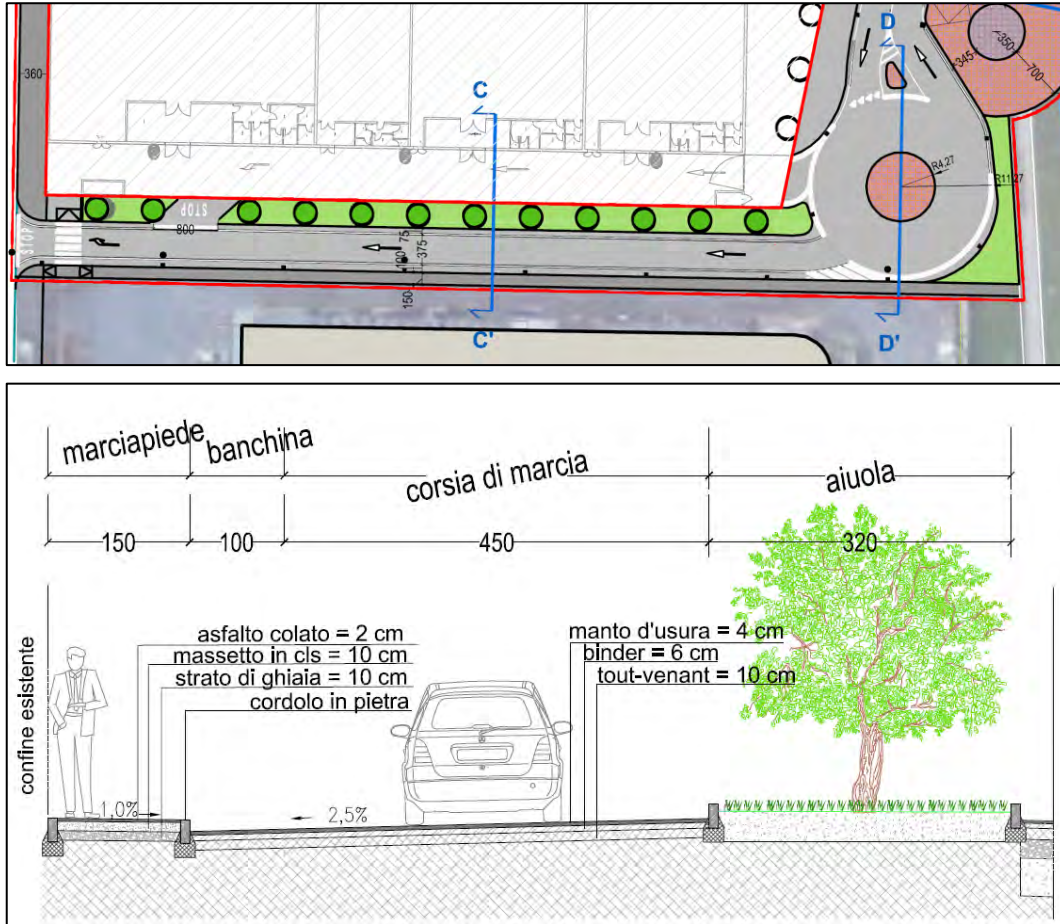 D
350
345
700
360
C
R4,27
R11,27
STOP
STOP
800
75
100
375
150
C'
D'
marciapiede
banchina
corsia di marcia
aiuola
150
100
450
320
confine esistente
asfalto colato = 2 cm
massetto in cls = 10 cm
strato di ghiaia = 10 cm
cordolo in pietra
manto d'usura = 4 cm
binder = 6 cm
tout-venant = 10 cm
1,0%
2,5%